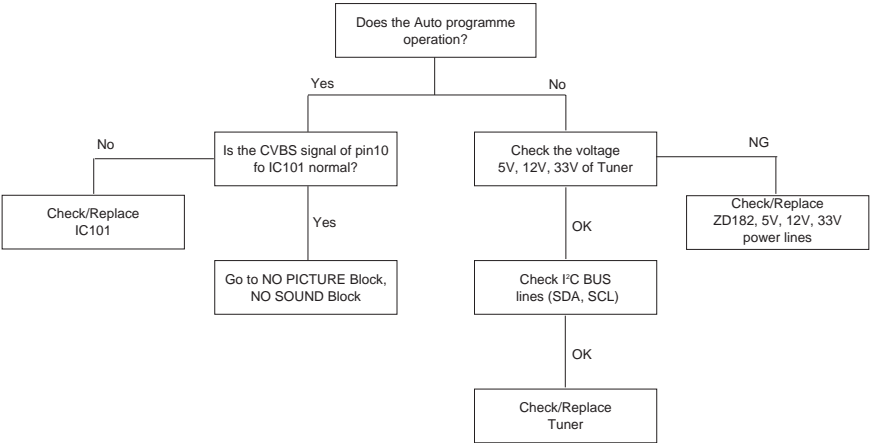 Does the Auto programme
operation?
Yes
No
No
Is the CVBS signal of pin10
fo IC101 normal?
Check the voltage
5V, 12V, 33V of Tuner
NG
Check/Replace
IC101
Yes
OK
Check/Replace
ZD182, 5V, 12V, 33V
power lines
Go to NO PICTURE Block,
NO SOUND Block
Check I²C BUS
lines (SDA, SCL)
OK
Check/Replace
Tuner